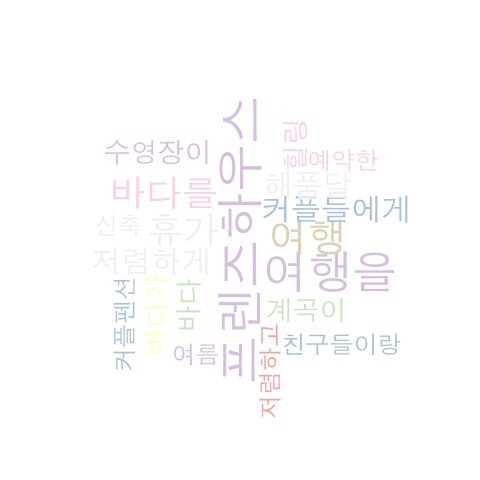 프렌즈하우스
힐링
수영장이
예약한
바다를
해품달
커플들에게
신축
휴가
여행
저렴하게
여행을
커플펜션
바다가
바다
계곡이
여름
저렴하고
친구들이랑